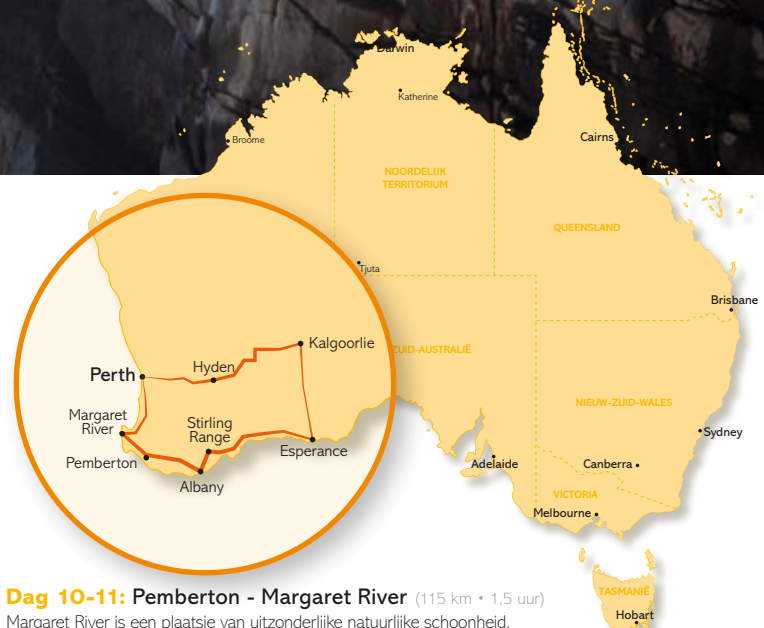 Darwin
Katherine
Broome
Cairns
NOORDELIJK
TERRITORIUM
QUEENSLAND
Tjuta
Brisbane
ZUID-AUSTRALIË
Kalgoorlie
Hyden
Perth
NIEUW-ZUID-WALES
Margaret
River
Stirling
Range
Sydney
Esperance
Pemberton
Adelaide
Canberra
Albany
VICTORIA
Melbourne
Dag 10-11: Pemberton - Margaret River (115 km • 1,5 uur)
TASMANIË
Margaret River is een plaatsje van uitzonderlijke natuurlijke schoonheid.
Hobart